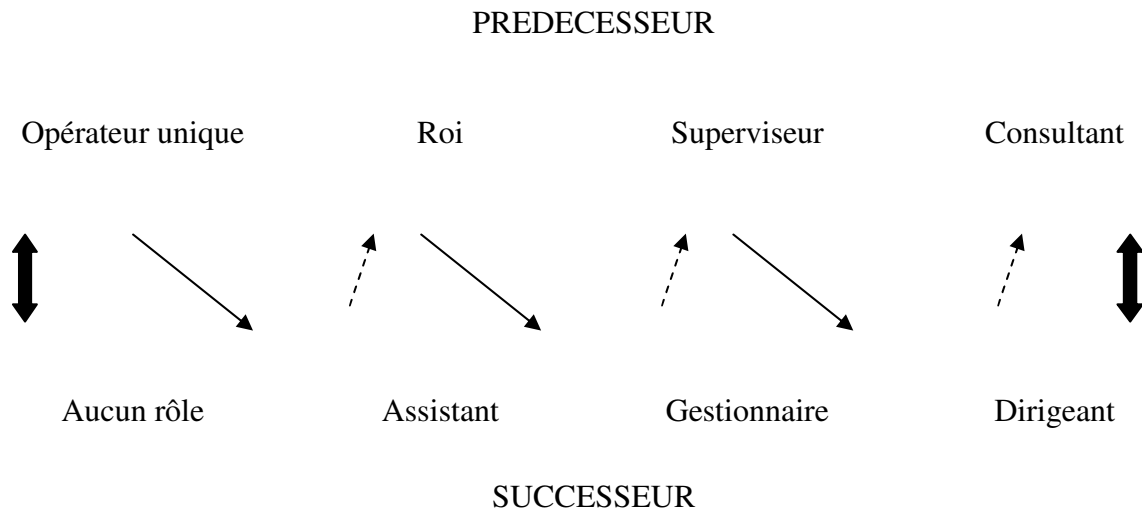 PREDECESSEUR
Opérateur unique Roi Superviseur Consultant
Aucun rôle Assistant Gestionnaire Dirigeant
SUCCESSEUR